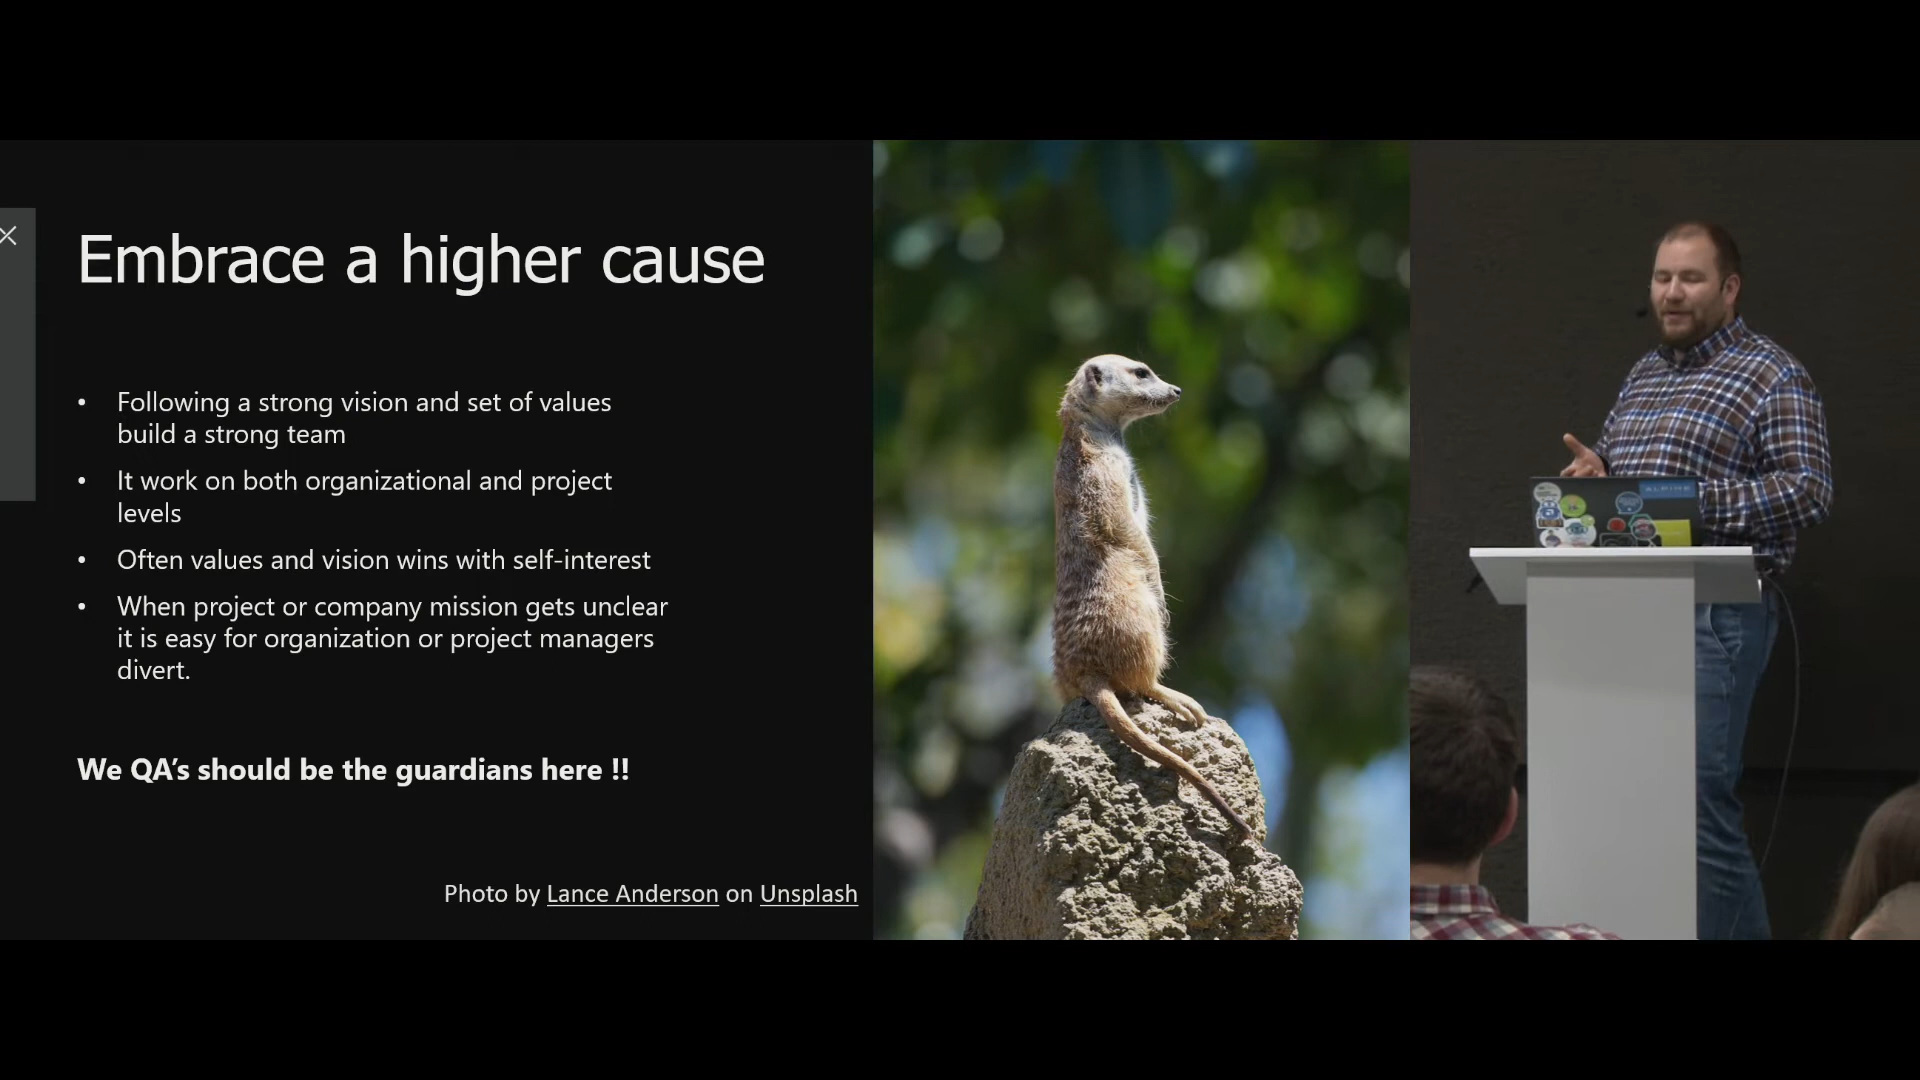 Embrace a higher cause
• Following a strong vision and set of values
build a strong team
• It work on both organizational and project
levels
• Often values and vision wins with self-interest
• When project or company mission gets unclear
it is easy for organization or project managers
divert.
We QA’s should be the guardians here !!
Photo by Lance Anderson on Unsplash
ALPINE